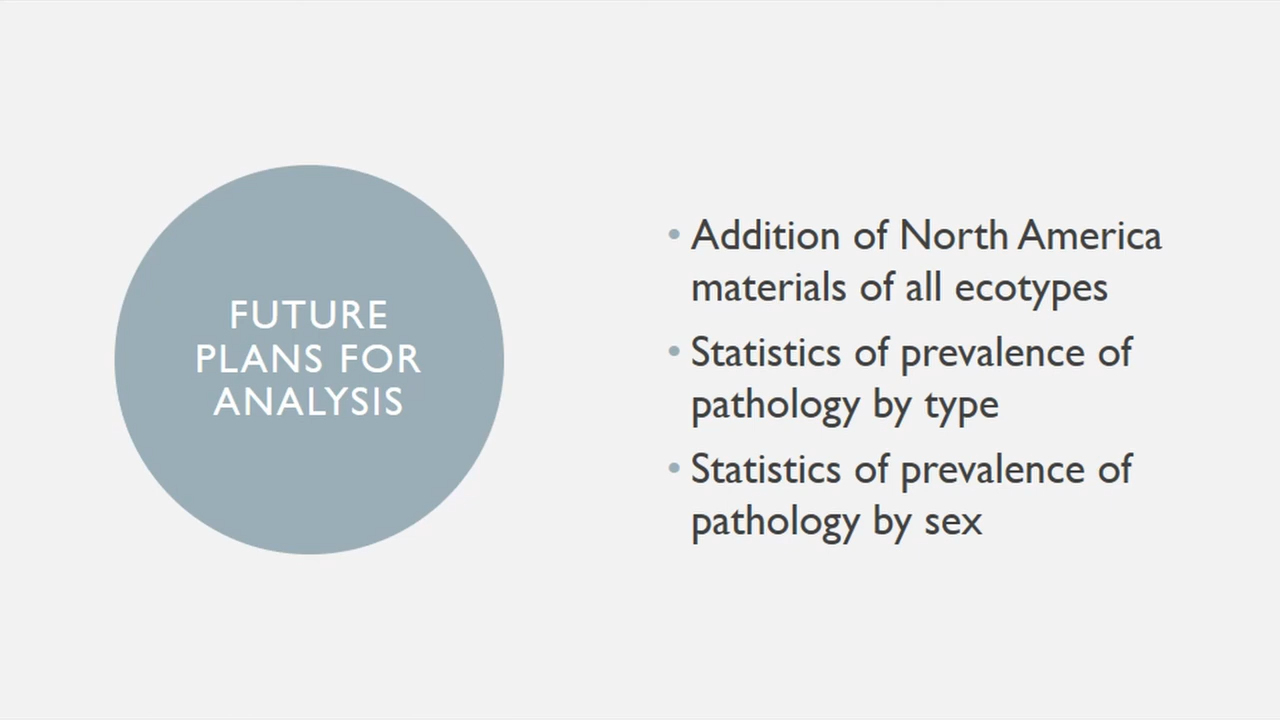 FUTURE
PLANS FOR
ANALYSIS
• Addition of North America
materials of all ecotypes
• Statistics of prevalence of
pathology by type
• Statistics of prevalence of
pathology by sex